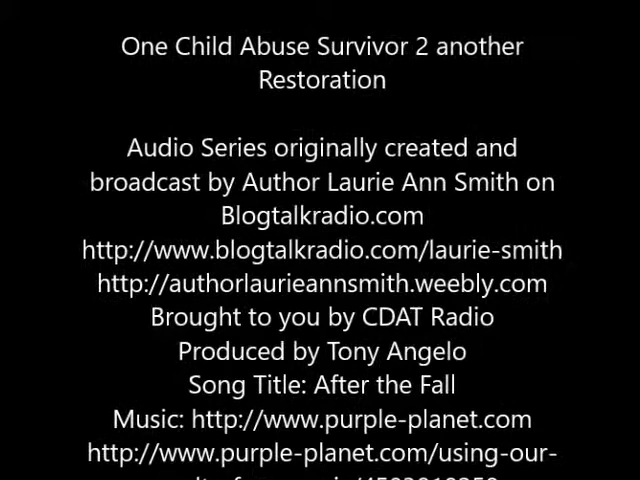 One Child Abuse Survivor 2 another
Restoration
Audio Series originally created and
broadcast by Author Laurie Ann Smith on
Blogtalkradio.com
http://www.blogtalkradio.com/laurie-smith
http://authorlaurieannsmith.weebly.com
Brought to you by CDAT Radio
Produced by Tony Angelo
Song Title: After the Fall
Music: http://www.purple-planet.com
http://www.purple-planet.com/using-our-